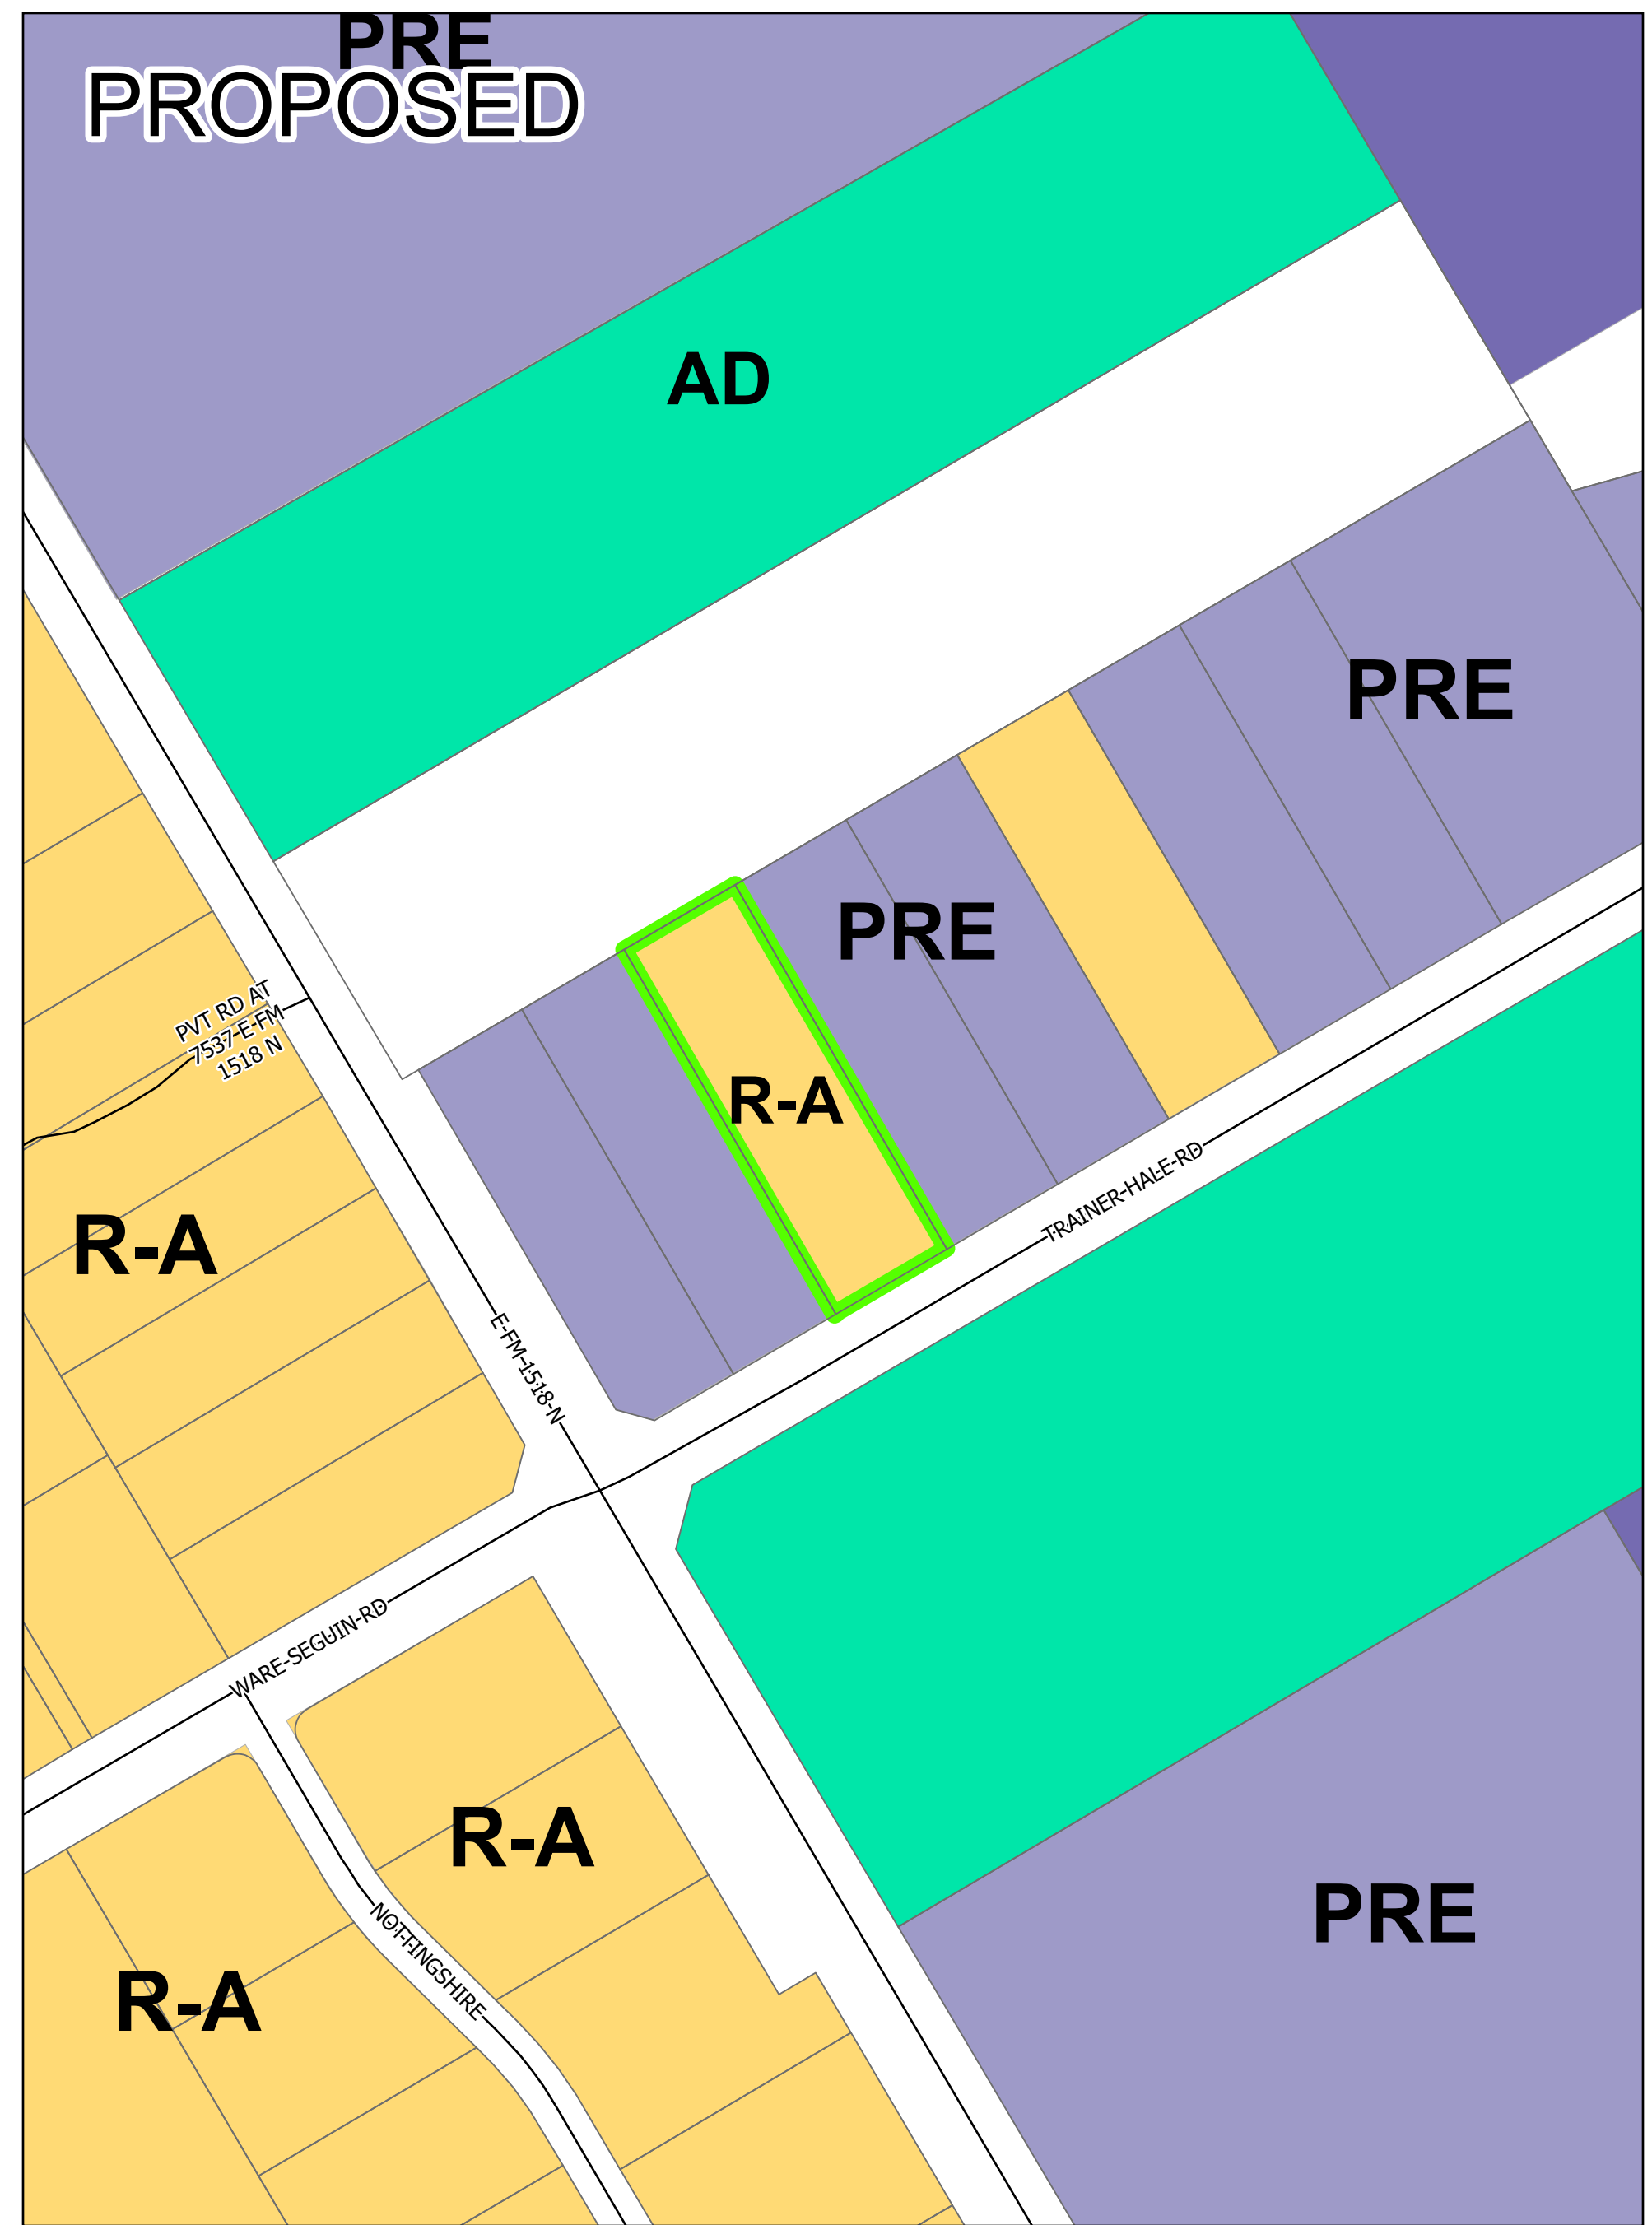 PRE
PROPOSED
AD
PRE
PRE
PVT RD AT
7537 E FM
1518 N
R-A
R-A
TRAINER HALE RD
E FM 1518 N
WARE SEGUIN RD
R-A
NOTTINGSHIRE
PRE
R-A